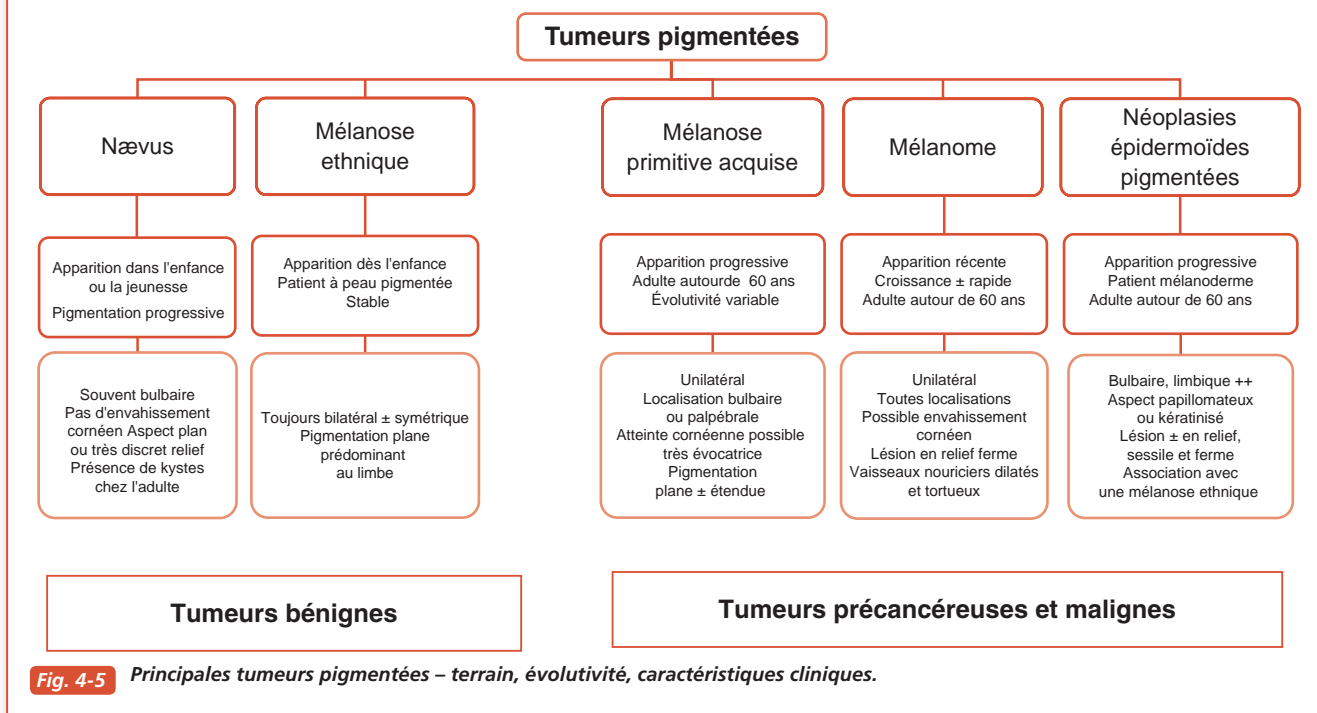 Tumeurs pigmentées
Nævus
Mélanose
ethnique
Mélanose
primitive acquise
Mélanome
Néoplasies
épidermoïdes
pigmentées
Apparition dans l'enfance
ou la jeunesse
Pigmentation progressive
Apparition dès l'enfance
Patient à peau pigmentée
Stable
Apparition progressive
Adulte autourde 60 ans
Évolutivité variable
Apparition récente
Croissance ± rapide
Adulte autour de 60 ans
Apparition progressive
Patient mélanoderme
Adulte autour de 60 ans
Souvent bulbaire
Pas d'envahissement
cornéen Aspect plan
ou très discret relief
Présence de kystes
chez l'adulte
Toujours bilatéral ± symétrique
Pigmentation plane
prédominant
au limbe
Unilatéral
Localisation bulbaire
ou palpébrale
Atteinte cornéenne possible
très évocatrice
Pigmentation
plane ± étendue
Unilatéral
Toutes localisations
Possible envahissement
cornéen
Lésion en relief ferme
Vaisseaux nouriciers dilatés
et tortueux
Bulbaire, limbique ++
Aspect papillomateux
ou kératinisé
Lésion ± en relief,
sessile et ferme
Association avec
une mélanose ethnique
Tumeurs bénignes
Tumeurs précancéreuses et malignes
Fig. 4-5 Principales tumeurs pigmentées – terrain, évolutivité, caractéristiques cliniques.